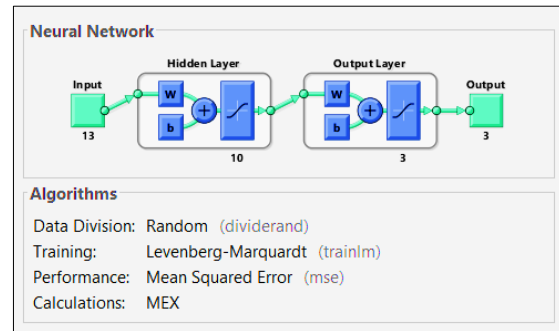 Neural Network
Hidden Layer
Output Layer
Input
Output
W
W
+
+
b
b
13
10
3
3
Algorithms
Data Division: Random (dividerand)
Training: Levenberg-Marquardt (trainlm)
Performance: Mean Squared Error (mse)
Calculations: MEX